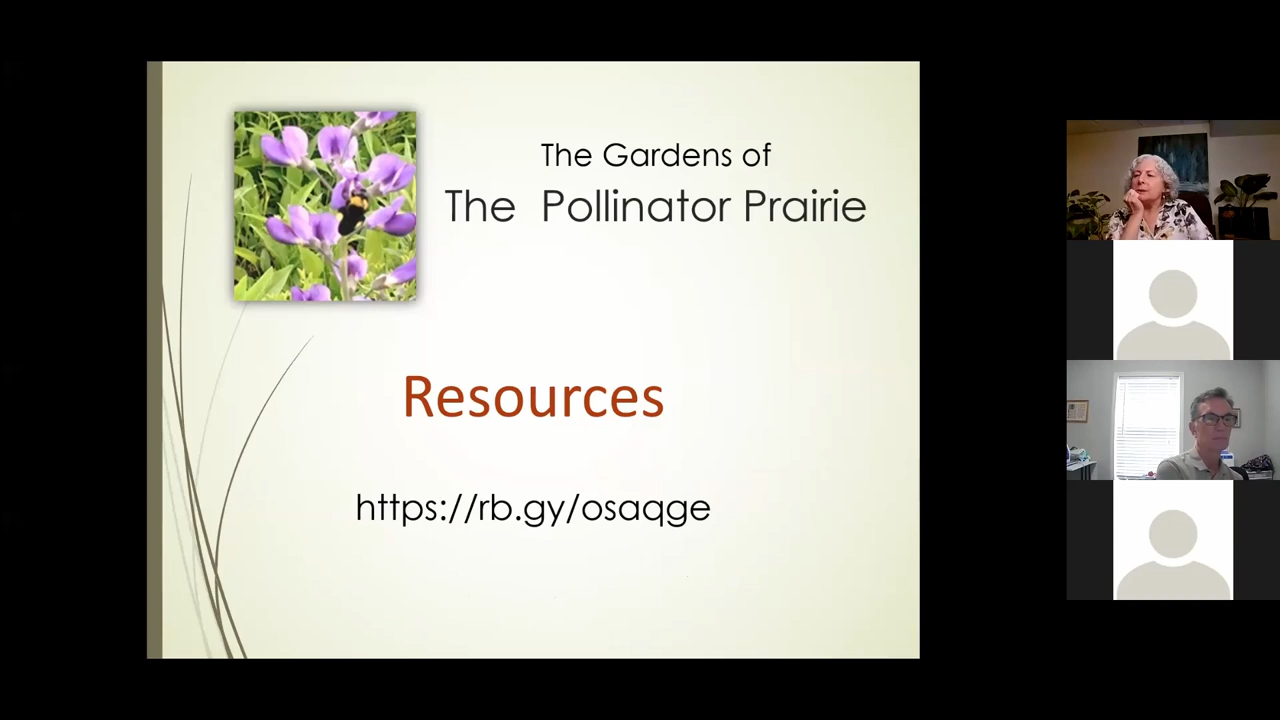 The Gardens of
The Pollinator Prairie
Resources
https://rb.gy/osaqge